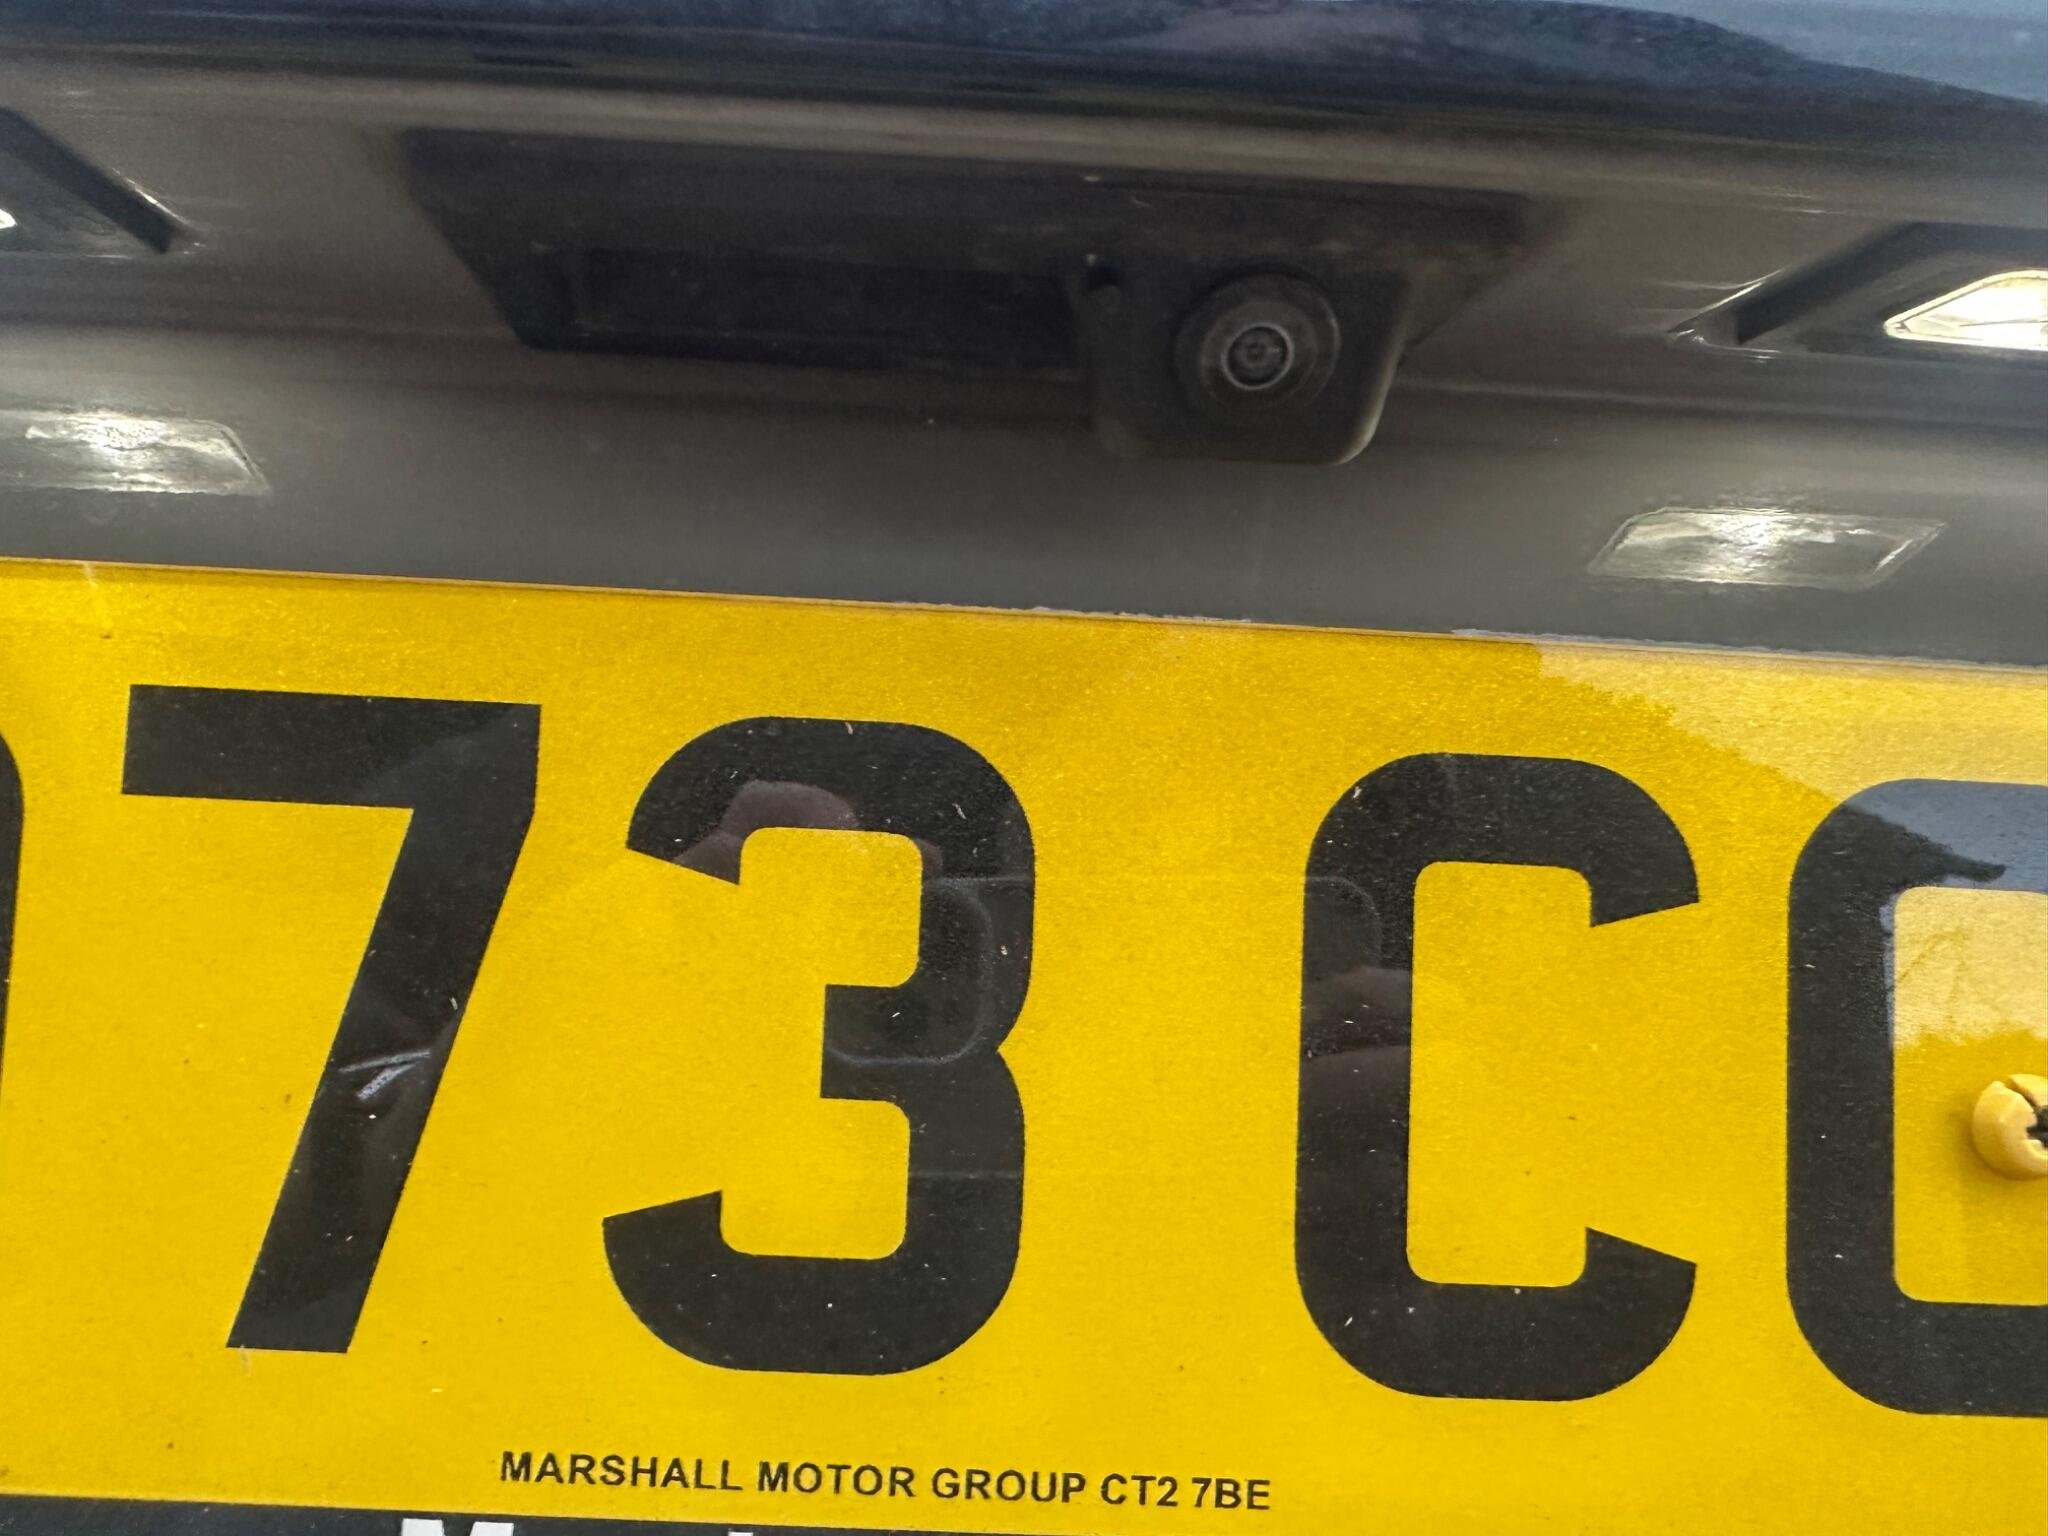 73 C
MARSHALL MOTOR GROUP CT2 7BE